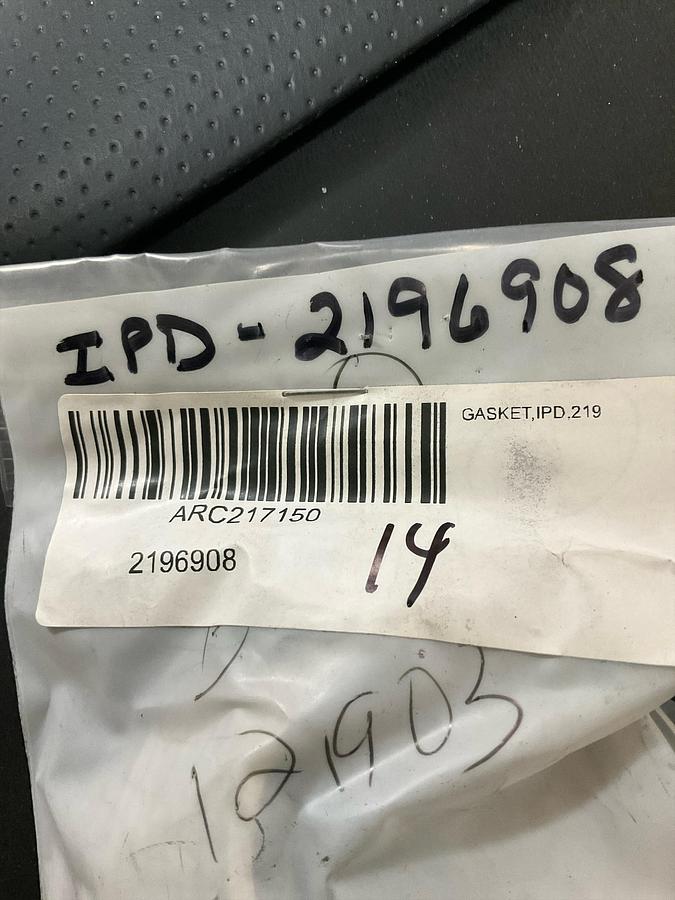 IPD-2196908
GASKET,IPD,219
ARC217150
2196908
14